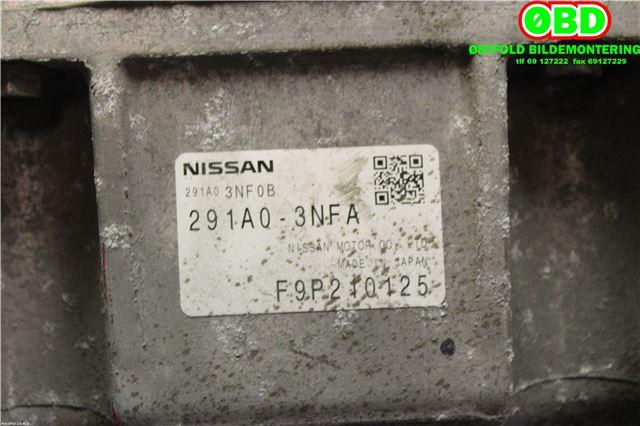 ØBD
ØSTFOLD BILDEMONTERING
tlf 69 127222 fax 69127229
NISSAN
291A0 3NF0B
291A0-3NFA
NISSAN MOTOR CO., LTD.
MADE IN JAPAN
F9P210125